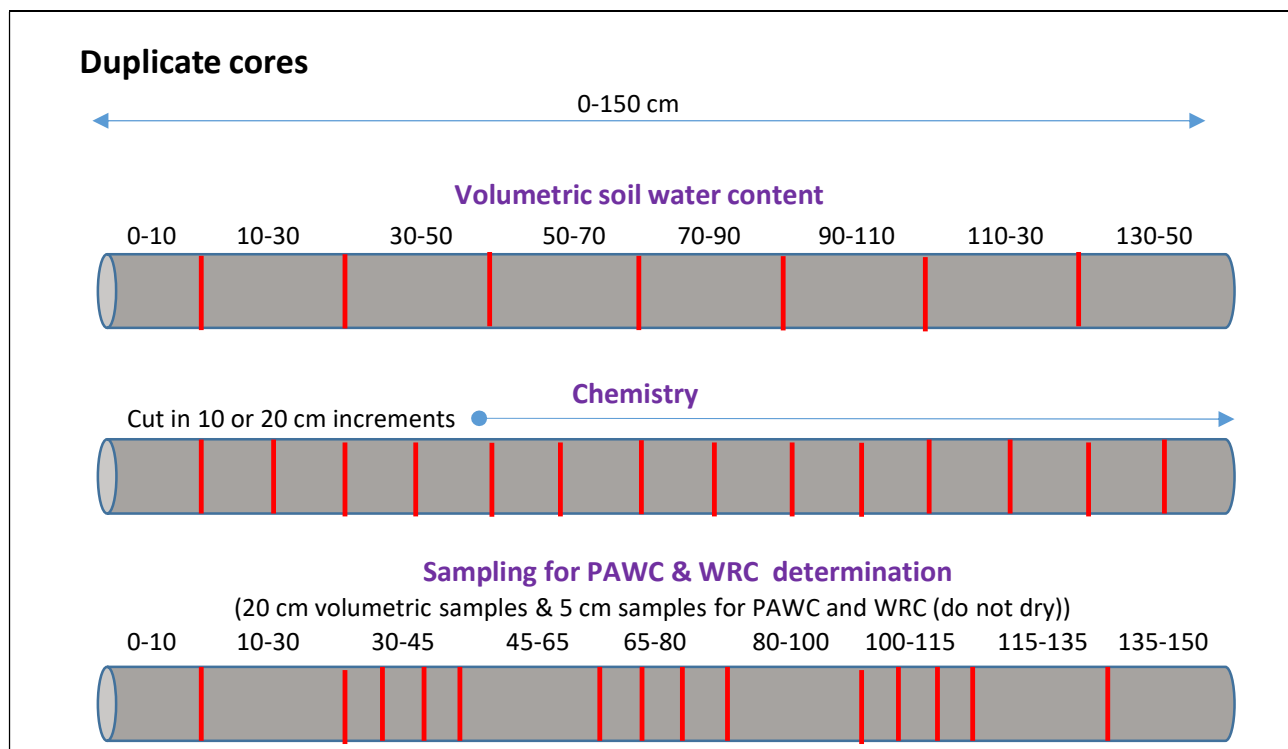 Duplicate cores
0-150 cm
Volumetric soil water content
0-10 10-30 30-50 50-70 70-90 90-110 110-30 130-50
Chemistry
Cut in 10 or 20 cm increments
Sampling for PAWC & WRC determination
(20 cm volumetric samples & 5 cm samples for PAWC and WRC (do not dry))
0-10 10-30 30-45 45-65 65-80 80-100 100-115 115-135 135-150